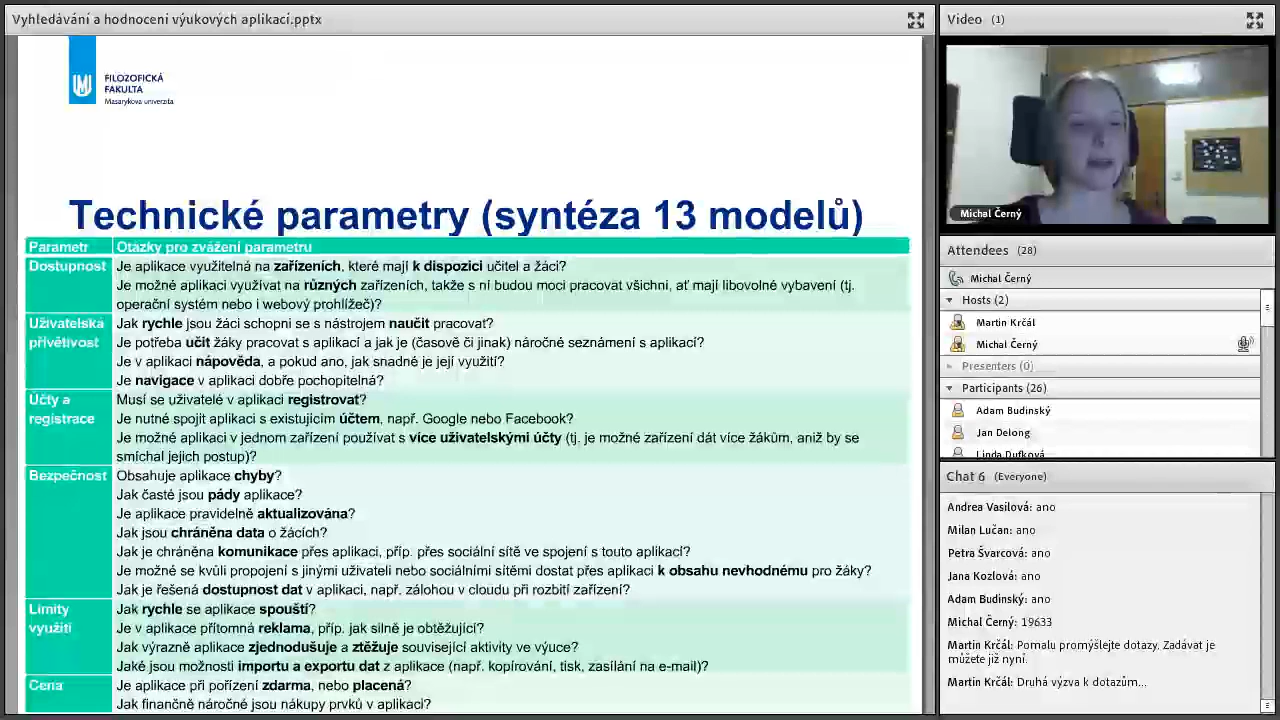 Vyhledávání a hodnocení výukových aplikací.pptx
FILOZOFICKÁ
FAKULTA
Masarykova univerzita
Technické parametry (syntéza 13 modelů)
Parametr Otázky pro zvážení parametru
Dostupnost Je aplikace využitelná na zařízeních, které mají k dispozici učitel a žáci?
Je možné aplikaci využívat na různých zařízeních, takže s ní budou moci pracovat všichni, ať mají libovolné vybavení (tj.
operační systém nebo i webový prohlížeč)?
Uživatelská Jak rychle jsou žáci schopni se s nástrojem naučit pracovat?
přívětivost Je potřeba učit žáky pracovat s aplikací a jak je (časově či jinak) náročné seznámení s aplikací?
Je v aplikaci nápověda, a pokud ano, jak snadné je její využití?
Je navigace v aplikaci dobře pochopitelná?
Účty a Musí se uživatelé v aplikaci registrovat?
registrace Je nutné spojit aplikaci s existujícím účtem, např. Google nebo Facebook?
Je možné aplikaci v jednom zařízení používat s více uživatelskými účty (tj. je možné zařízení dát více žákům, aniž by se
smíchal jejich postup)?
Bezpečnost Obsahuje aplikace chyby?
Jak časté jsou pády aplikace?
Je aplikace pravidelně aktualizována?
Jak jsou chráněna data o žácích?
Jak je chráněna komunikace přes aplikaci, příp. přes sociální sítě ve spojení s touto aplikací?
Je možné se kvůli propojení s jinými uživateli nebo sociálními sítěmi dostat přes aplikaci k obsahu nevhodnému pro žáky?
Jak je řešená dostupnost dat v aplikaci, např. zálohou v cloudu při rozbití zařízení?
Limity Jak rychle se aplikace spouští?
využití Je v aplikace přítomná reklama, příp. jak silně je obtěžující?
Jak výrazně aplikace zjednodušuje a ztěžuje související aktivity ve výuce?
Jaké jsou možnosti importu a exportu dat z aplikace (např. kopírování, tisk, zasílání na e-mail)?
Cena Je aplikace při pořízení zdarma, nebo placená?
Jak finančně náročné jsou nákupy prvků v aplikaci?
Video (1)
Michal Černý
Attendees (28)
Michal Černý
Hosts (2)
Martin Krčál
Michal Černý
Presenters (0)
Participants (26)
Adam Budinský
Jan Delong
Linda Dufková
Chat 6 (Everyone)
Andrea Vasilová: ano
Milan Lučan: ano
Petra Švarcová: ano
Jana Kozlová: ano
Adam Budinský: ano
Michal Černý: 19633
Martin Krčál: Pomalu promýšlejte dotazy. Zadávat je
můžete již nyní.
Martin Krčál: Druhá výzva k dotazům...